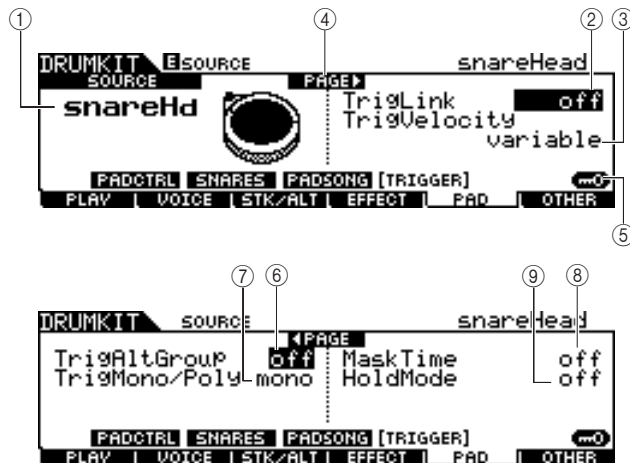 ① ④ ② ③
DRUMKIT E SOURCE snareHead
SOURCE PAGE▶
snareHd TrigLink off
TrigVelocity
variable
PADCTRL SNARES PADSONG [TRIGGER]
PLAY VOICE STK/ALT EFFECT PAD OTHER
⑤
⑦ ⑥ ⑨ ⑧
DRUMKIT SOURCE snareHead
◀PAGE
TrigAltGroup off MaskTime off
TrigMono/Poly mono HoldMode off
PADCTRL SNARES PADSONG [TRIGGER]
PLAY VOICE STK/ALT EFFECT PAD OTHER